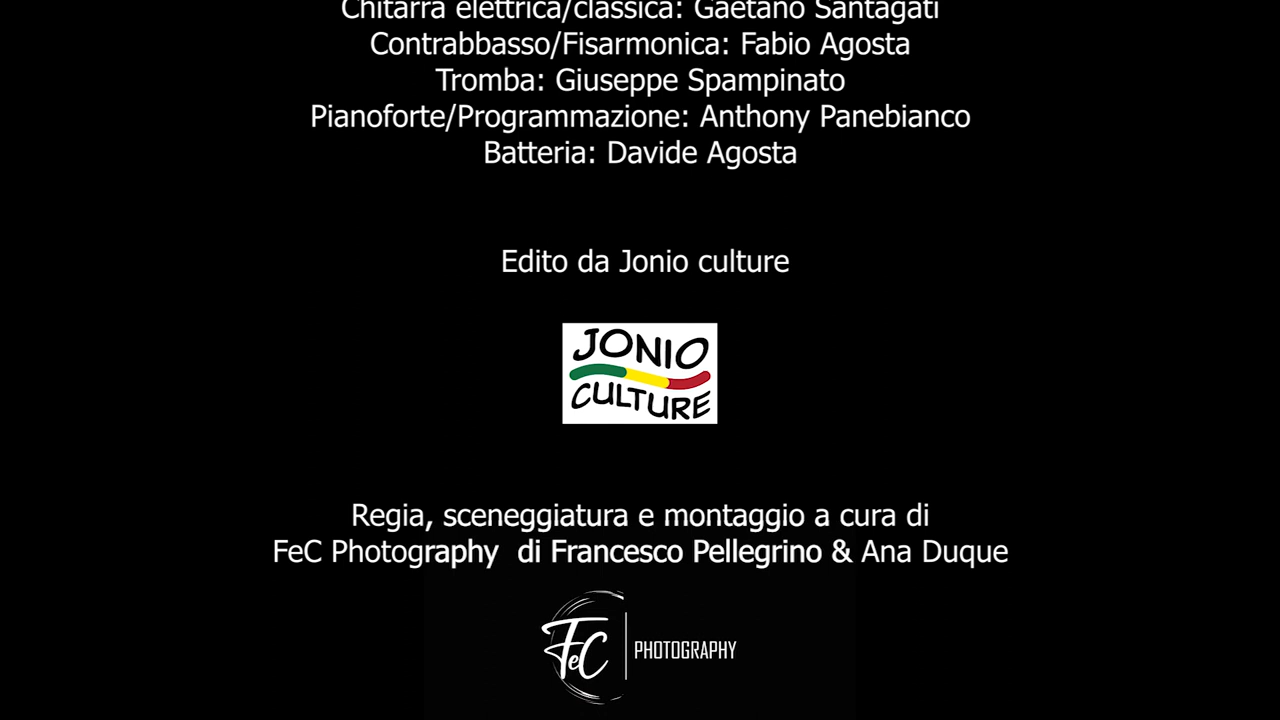 Chitarra elettrica/classica: Gaetano Santagati
Contrabbasso/Fisarmonica: Fabio Agosta
Tromba: Giuseppe Spampinato
Pianoforte/Programmazione: Anthony Panebianco
Batteria: Davide Agosta
Edito da Jonio culture
JONIO
CULTURE
Regia, sceneggiatura e montaggio a cura di
FeC Photography  di Francesco Pellegrino & Ana Duque
FeC PHOTOGRAPHY